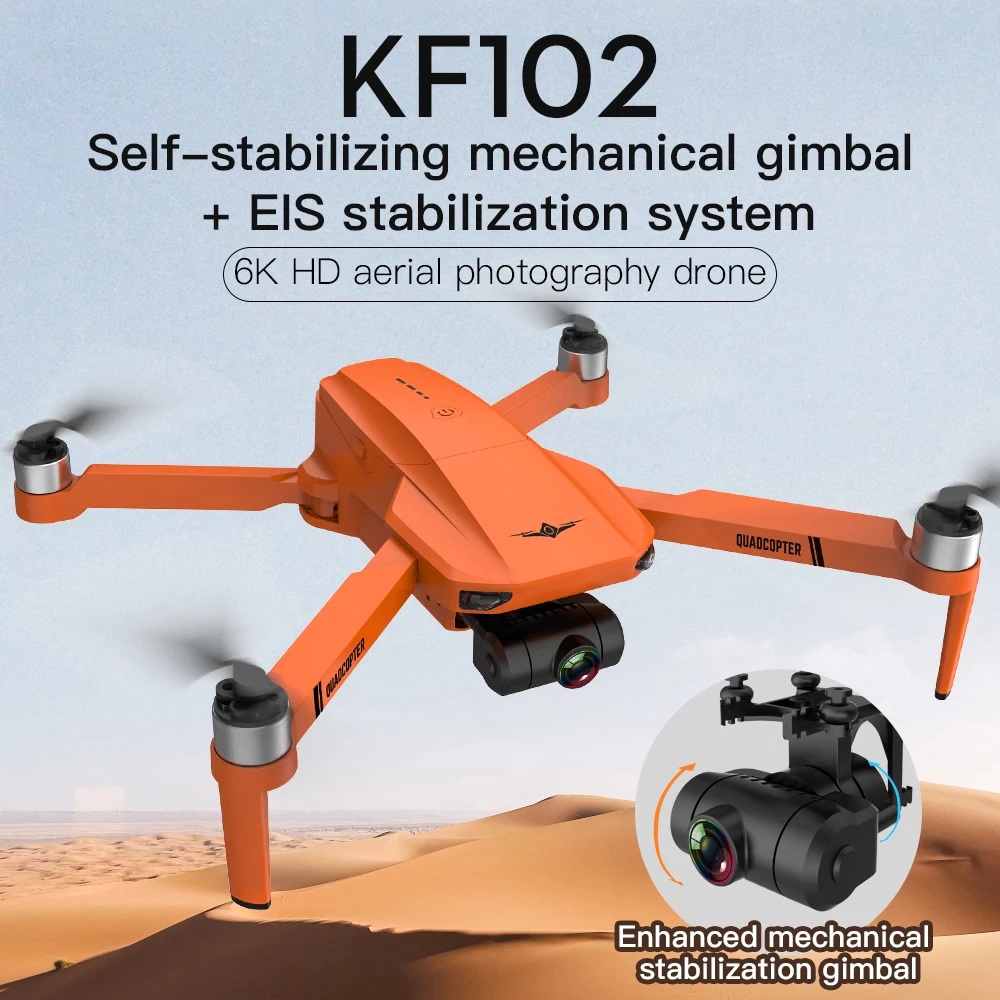 KF102
Self-stabilizing mechanical gimbal
+ EIS stabilization system
6K HD aerial photography drone
QUADCOPTER
QUADCOPTER
Enhanced mechanical
stabilization gimbal